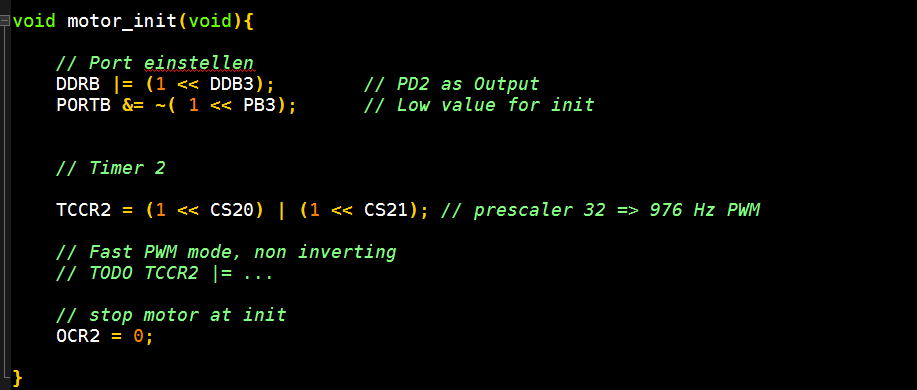 void motor_init(void){
// Port einstellen
DDRB |= (1 << DDB3); // PD2 as Output
PORTB &= ~( 1 << PB3); // Low value for init
// Timer 2
TCCR2 = (1 << CS20) | (1 << CS21); // prescaler 32 => 976 Hz PWM
// Fast PWM mode, non inverting
// TODO TCCR2 |= ...
// stop motor at init
OCR2 = 0;
}